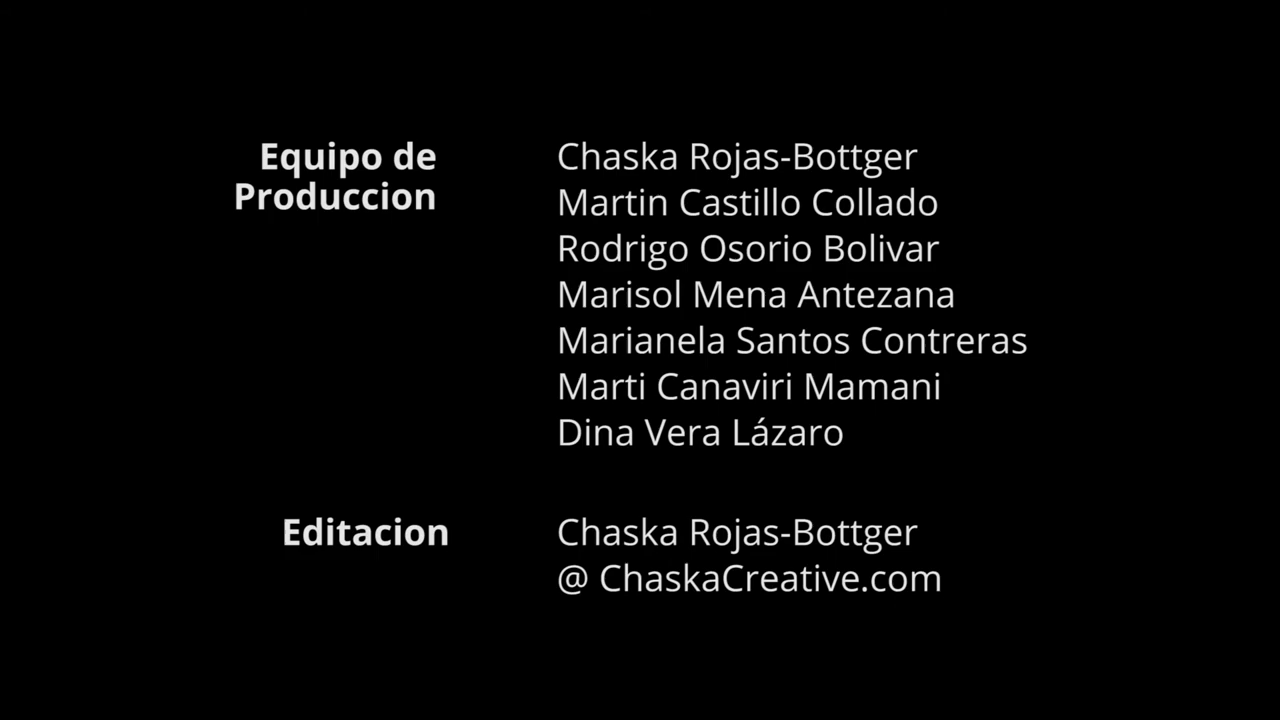 Equipo de
Produccion
Chaska Rojas-Bottger
Martin Castillo Collado
Rodrigo Osorio Bolivar
Marisol Mena Antezana
Marianela Santos Contreras
Marti Canaviri Mamani
Dina Vera Lázaro
Editacion
Chaska Rojas-Bottger
@ ChaskaCreative.com